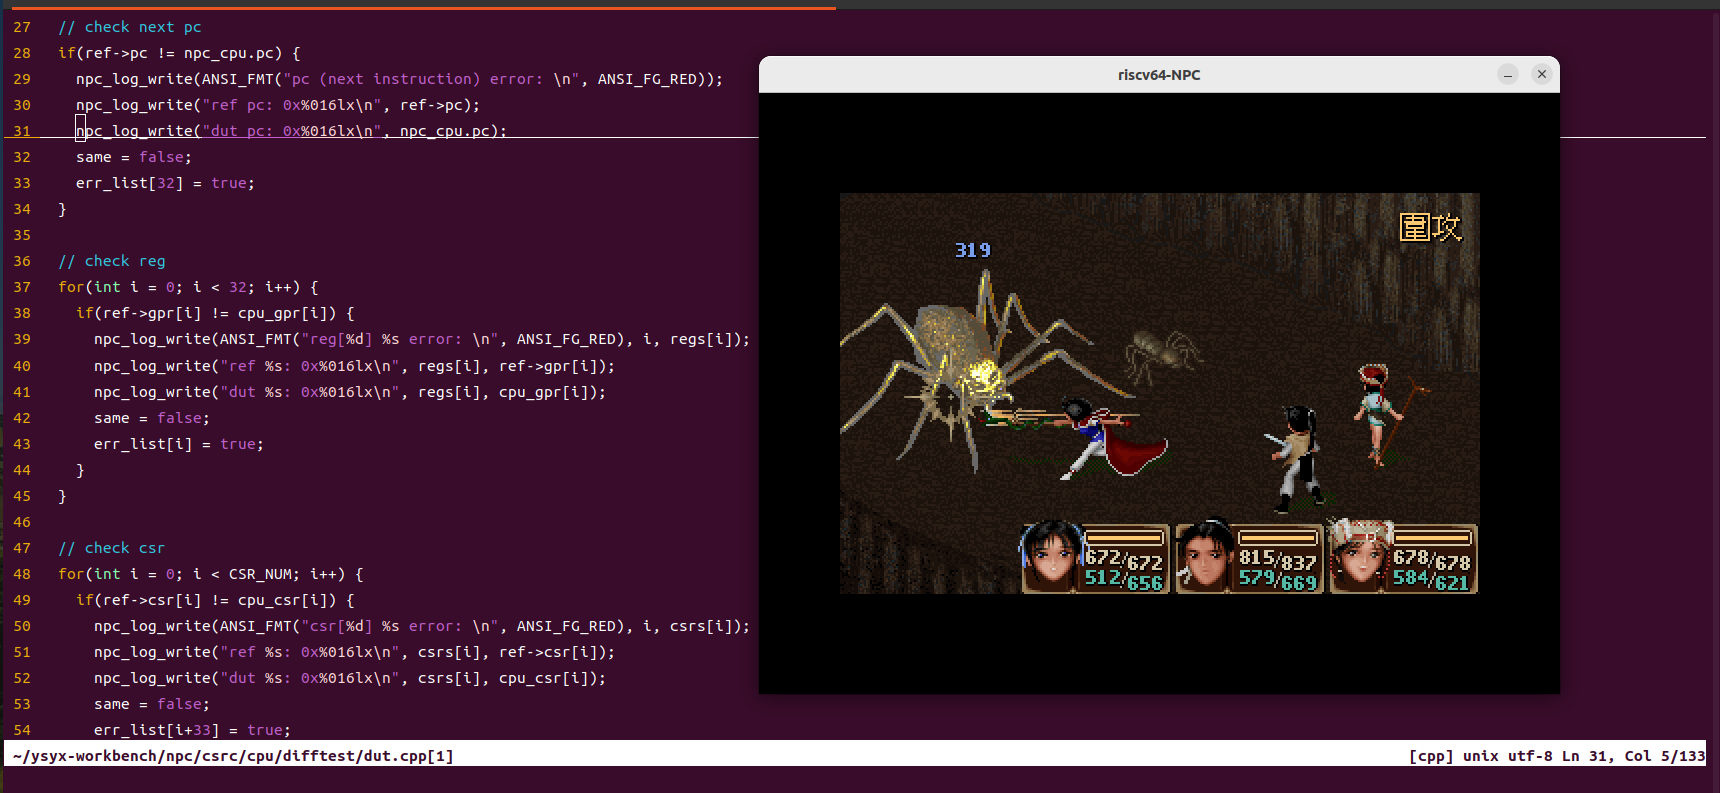 27 // check next pc
28 if(ref->pc != npc_cpu.pc) {
29 npc_log_write(ANSI_FMT("pc (next instruction) error: \n", ANSI_FG_RED));
30 npc_log_write("ref pc: 0x%016lx\n", ref->pc);
31 npc_log_write("dut pc: 0x%016lx\n", npc_cpu.pc);
32 same = false;
33 err_list[32] = true;
34 }
35
36 // check reg
37 for(int i = 0; i < 32; i++) {
38 if(ref->gpr[i] != cpu_gpr[i]) {
39 npc_log_write(ANSI_FMT("reg[%d] %s error: \n", ANSI_FG_RED), i, regs[i]);
40 npc_log_write("ref %s: 0x%016lx\n", regs[i], ref->gpr[i]);
41 npc_log_write("dut %s: 0x%016lx\n", regs[i], cpu_gpr[i]);
42 same = false;
43 err_list[i] = true;
44 }
45 }
46
47 // check csr
48 for(int i = 0; i < CSR_NUM; i++) {
49 if(ref->csr[i] != cpu_csr[i]) {
50 npc_log_write(ANSI_FMT("csr[%d] %s error: \n", ANSI_FG_RED), i, csrs[i]);
51 npc_log_write("ref %s: 0x%016lx\n", csrs[i], ref->csr[i]);
52 npc_log_write("dut %s: 0x%016lx\n", csrs[i], cpu_csr[i]);
53 same = false;
54 err_list[i+33] = true;
~/ysyx-workbench/npc/csrc/cpu/difftest/dut.cpp[1] [cpp] unix utf-8 Ln 31, Col 5/133
riscv64-NPC
圍攻
319
672/672 815/837 678/678
512/656 579/669 584/621